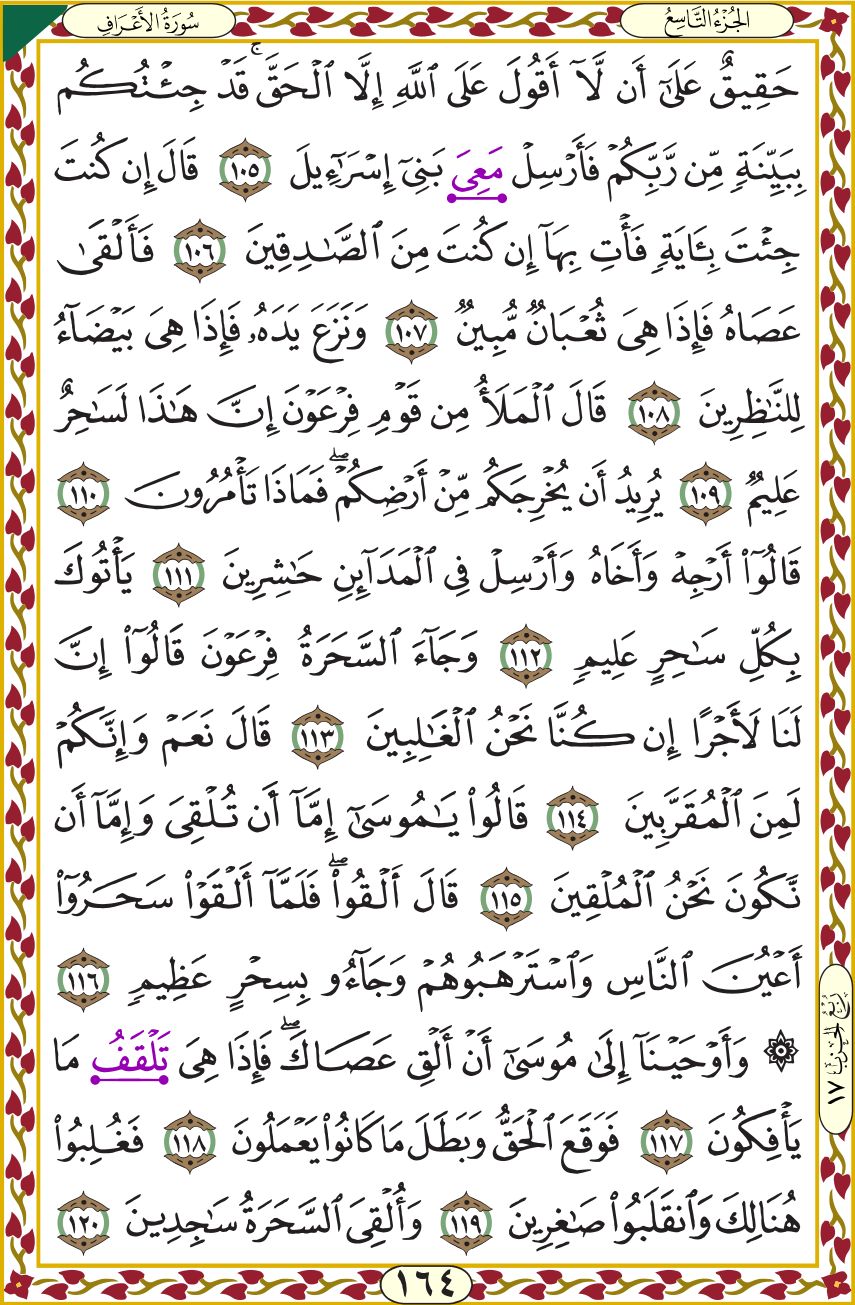 الجُزْءُ التَّاسِعُ
سُورَةُ الأَعْرَافِ
حَقِيقٌ عَلَىٰٓ أَن لَّآ أَقُولَ عَلَى ٱللَّهِ إِلَّا ٱلْحَقَّۚ قَدْ جِئْتُكُم
بِبَيِّنَةٍ مِّن رَّبِّكُمْ فَأَرْسِلْ مَعِىَ بَنِىٓ إِسْرَٰٓءِيلَ ١٠٥ قَالَ إِن كُنتَ
جِئْتَ بِـَٔايَةٍ فَأْتِ بِهَآ إِن كُنتَ مِنَ ٱلصَّٰدِقِينَ ١٠٦ فَأَلْقَىٰ
عَصَاهُ فَإِذَا هِىَ ثُعْبَانٌ مُّبِينٌ ١٠٧ وَنَزَعَ يَدَهُۥ فَإِذَا هِىَ بَيْضَآءُ
لِلنَّٰظِرِينَ ١٠٨ قَالَ ٱلْمَلَأُ مِن قَوْمِ فِرْعَوْنَ إِنَّ هَٰذَا لَسَٰحِرٌ
عَلِيمٌ ١٠٩ يُرِيدُ أَن يُخْرِجَكُم مِّنْ أَرْضِكُمْۖ فَمَاذَا تَأْمُرُونَ ١١٠
قَالُوٓا۟ أَرْجِهْ وَأَخَاهُ وَأَرْسِلْ فِى ٱلْمَدَآئِنِ حَٰشِرِينَ ١١١ يَأْتُوكَ
بِكُلِّ سَٰحِرٍ عَلِيمٍ ١١٢ وَجَآءَ ٱلسَّحَرَةُ فِرْعَوْنَ قَالُوٓا۟ إِنَّ
لَنَا لَأَجْرًا إِن كُنَّا نَحْنُ ٱلْغَٰلِبِينَ ١١٣ قَالَ نَعَمْ وَإِنَّكُمْ
لَمِنَ ٱلْمُقَرَّبِينَ ١١٤ قَالُوا۟ يَٰمُوسَىٰٓ إِمَّآ أَن تُلْقِىَ وَإِمَّآ أَن
نَّكُونَ نَحْنُ ٱلْمُلْقِينَ ١١٥ قَالَ أَلْقُوا۟ۖ فَلَمَّآ أَلْقَوْا۟ سَحَرُوٓا۟
أَعْيُنَ ٱلنَّاسِ وَٱسْتَرْهَبُوهُمْ وَجَآءُو بِسِحْرٍ عَظِيمٍ ١١٦
۞ وَأَوْحَيْنَآ إِلَىٰ مُوسَىٰٓ أَنْ أَلْقِ عَصَاكَۖ فَإِذَا هِىَ تَلْقَفُ مَا
يَأْفِكُونَ ١١٧ فَوَقَعَ ٱلْحَقُّ وَبَطَلَ مَا كَانُوا۟ يَعْمَلُونَ ١١٨ فَغُلِبُوا۟
هُنَالِكَ وَٱنقَلَبُوا۟ صَٰغِرِينَ ١١٩ وَأُلْقِىَ ٱلسَّحَرَةُ سَٰجِدِينَ ١٢٠
رُبْعُ الحِزْبِ ١٧
١٦٤